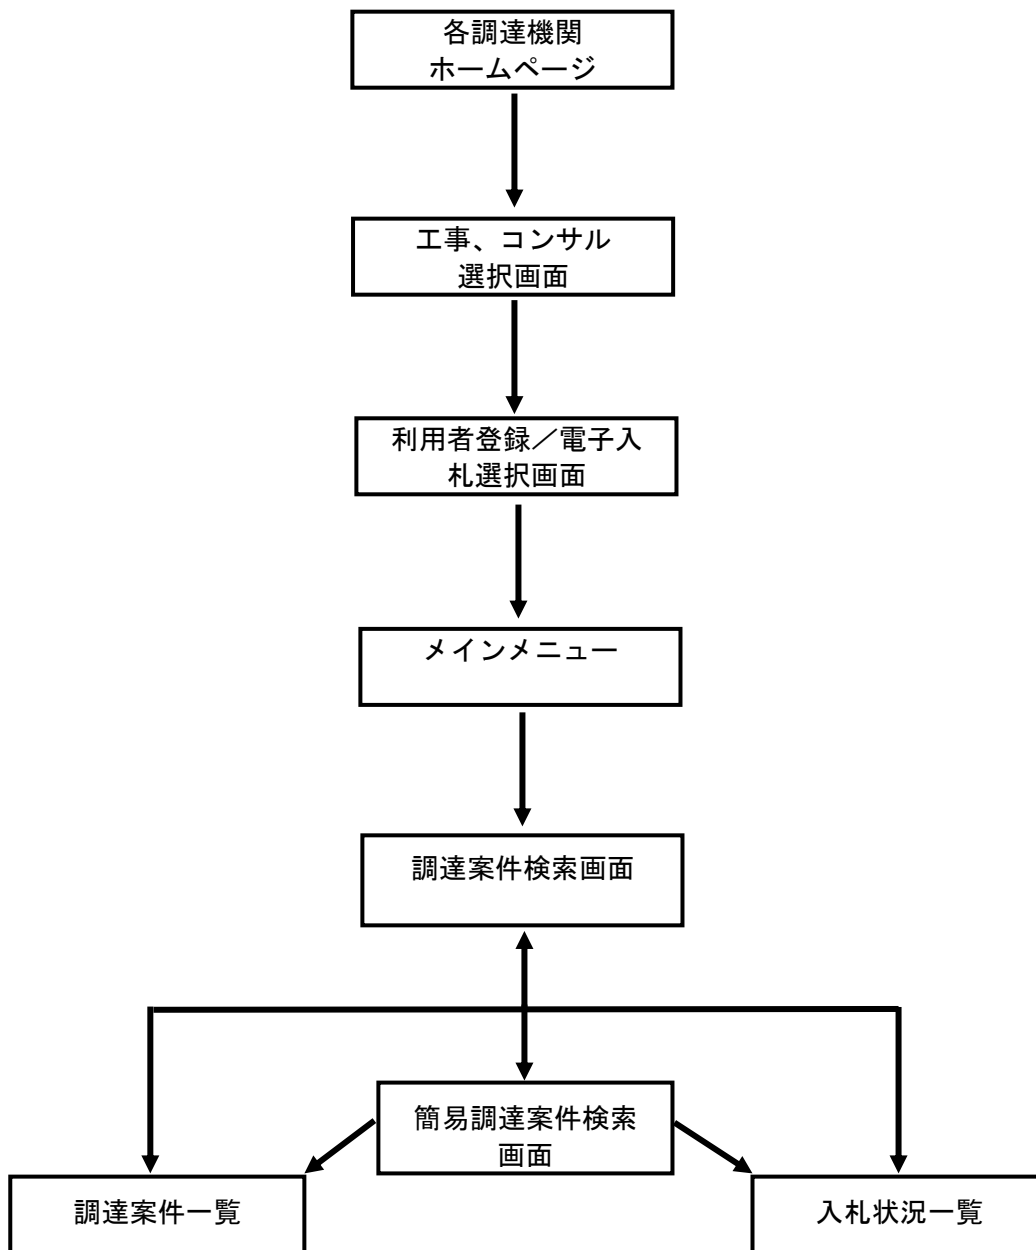 各調達機関
ホームページ
工事、コンサル
選択画面
利用者登録／電子入
札選択画面
メインメニュー
調達案件検索画面
簡易調達案件検索
画面
調達案件一覧
入札状況一覧